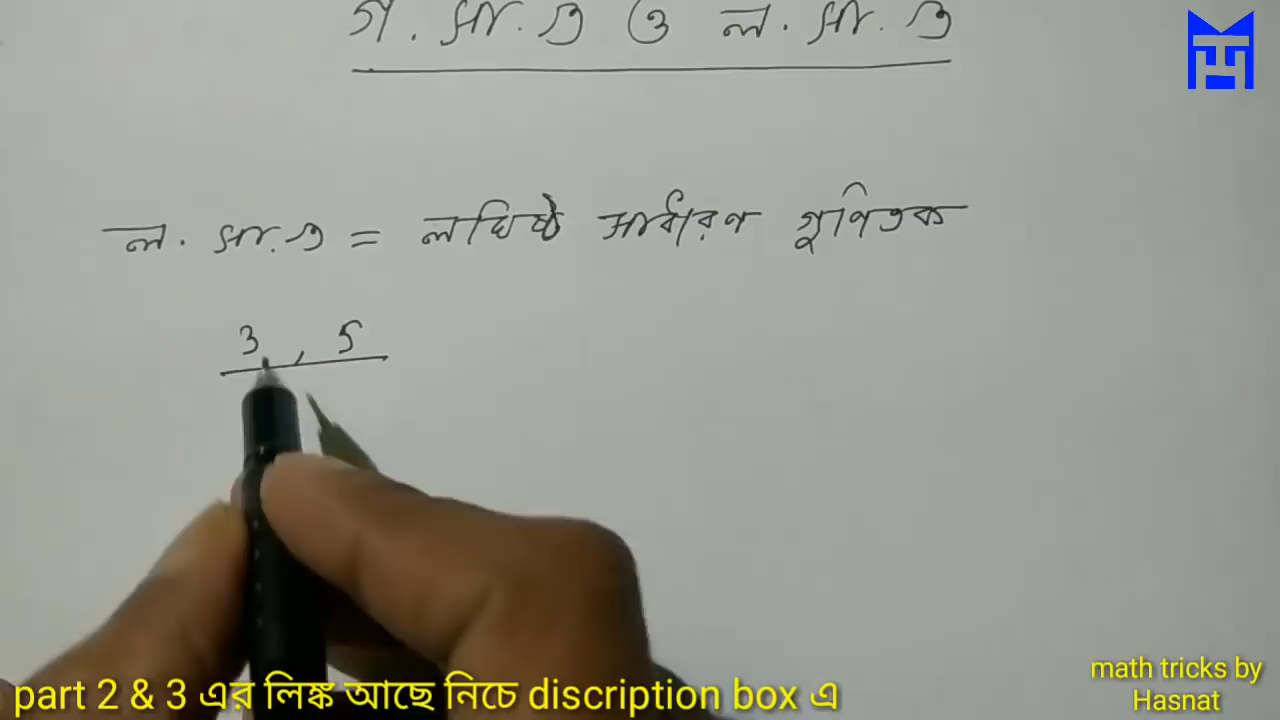 গ. সা. গু ও ল. সা. গু
ল. সা. গু = লঘিষ্ঠ সাধারণ গুণিতক
3 , 5
part 2 & 3 এর লিঙ্ক আছে নিচে discription box এ
math tricks by
Hasnat